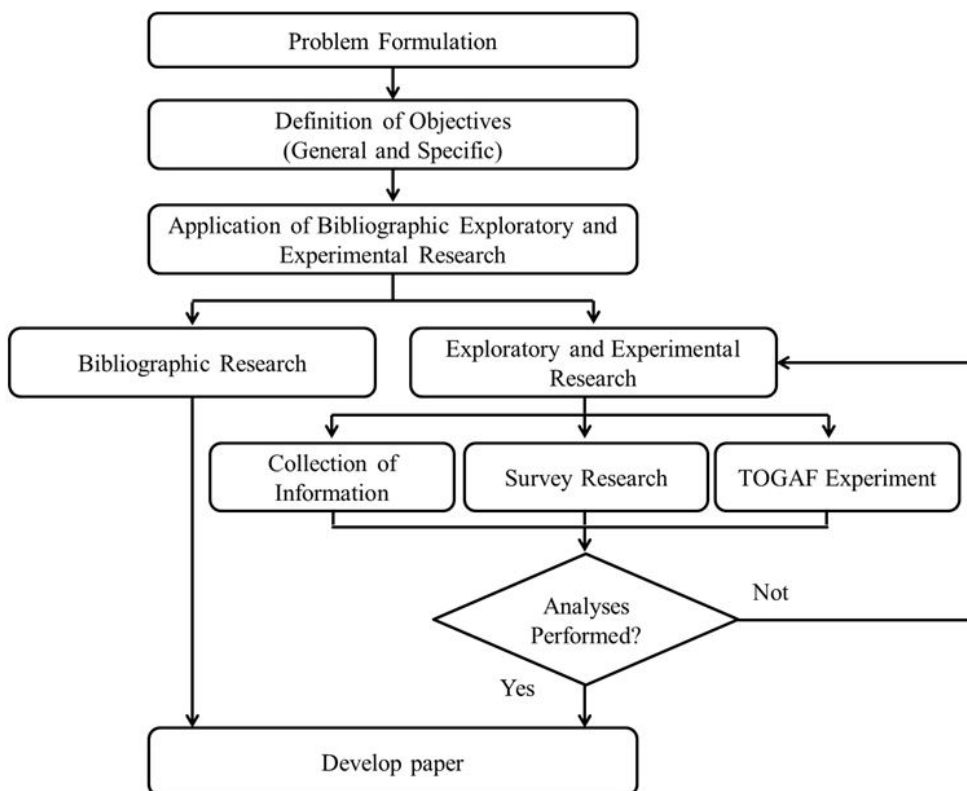 Problem Formulation
Definition of Objectives
(General and Specific)
Application of Bibliographic Exploratory and
Experimental Research
Bibliographic Research
Exploratory and Experimental
Research
Collection of
Information
Survey Research
TOGAF Experiment
Analyses
Performed?
Not
Yes
Develop paper